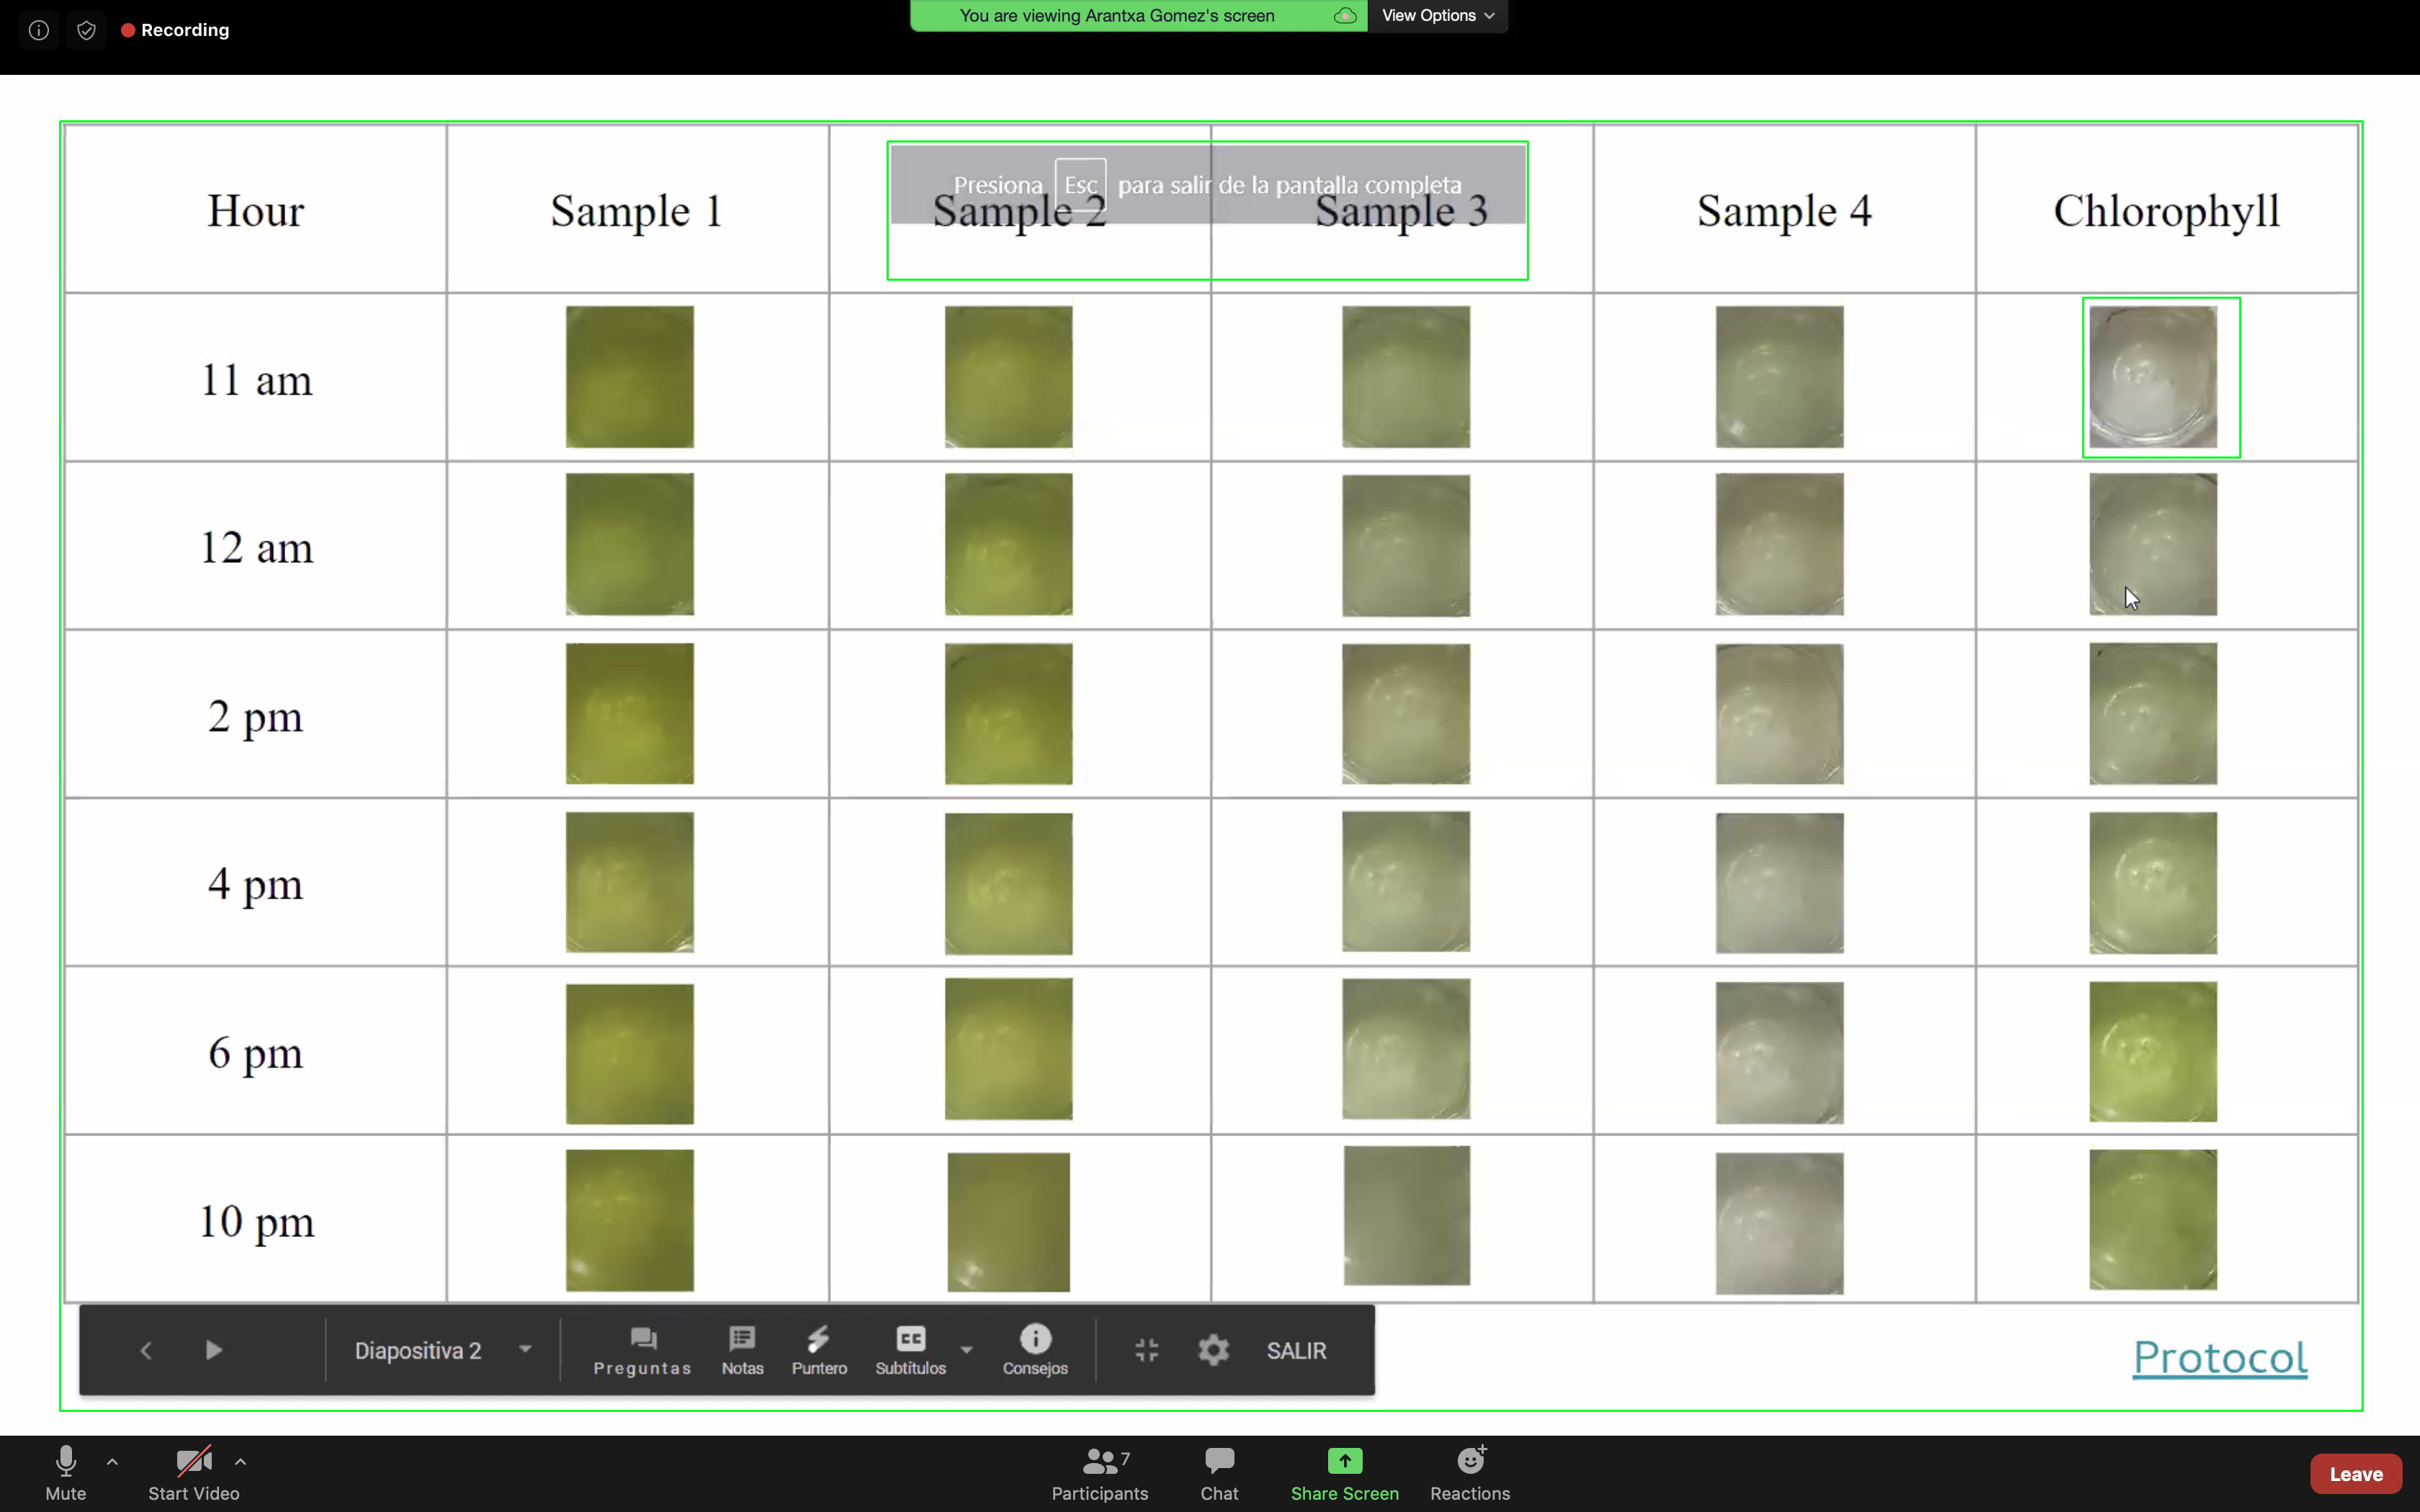 Recording
You are viewing Arantxa Gomez's screen
View Options
Presiona Esc para salir de la pantalla completa
Hour Sample 1 Sample 2 Sample 3 Sample 4 Chlorophyll
11 am
12 am
2 pm
4 pm
6 pm
10 pm
Diapositiva 2 Preguntas Notas CC Subtítulos Puntero Consejos SALIR
Protocol
Mute Start Video Participants 7 Chat Share Screen Reactions Leave